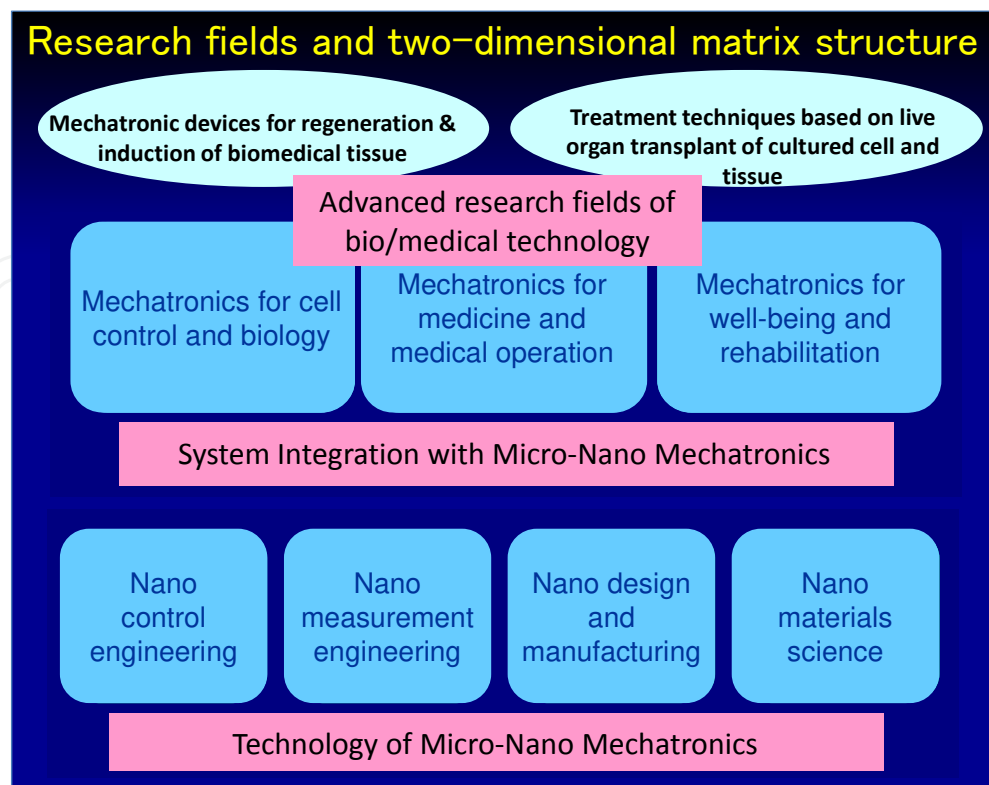 Research fields and two-dimensional matrix structure
Mechatronic devices for regeneration &
induction of biomedical tissue
Treatment techniques based on live
organ transplant of cultured cell and
tissue
Advanced research fields of
bio/medical technology
Mechatronics for cell
control and biology
Mechatronics for
medicine and
medical operation
Mechatronics for
well-being and
rehabilitation
System Integration with Micro-Nano Mechatronics
Nano
control
engineering
Nano
measurement
engineering
Nano design
and
manufacturing
Nano
materials
science
Technology of Micro-Nano Mechatronics